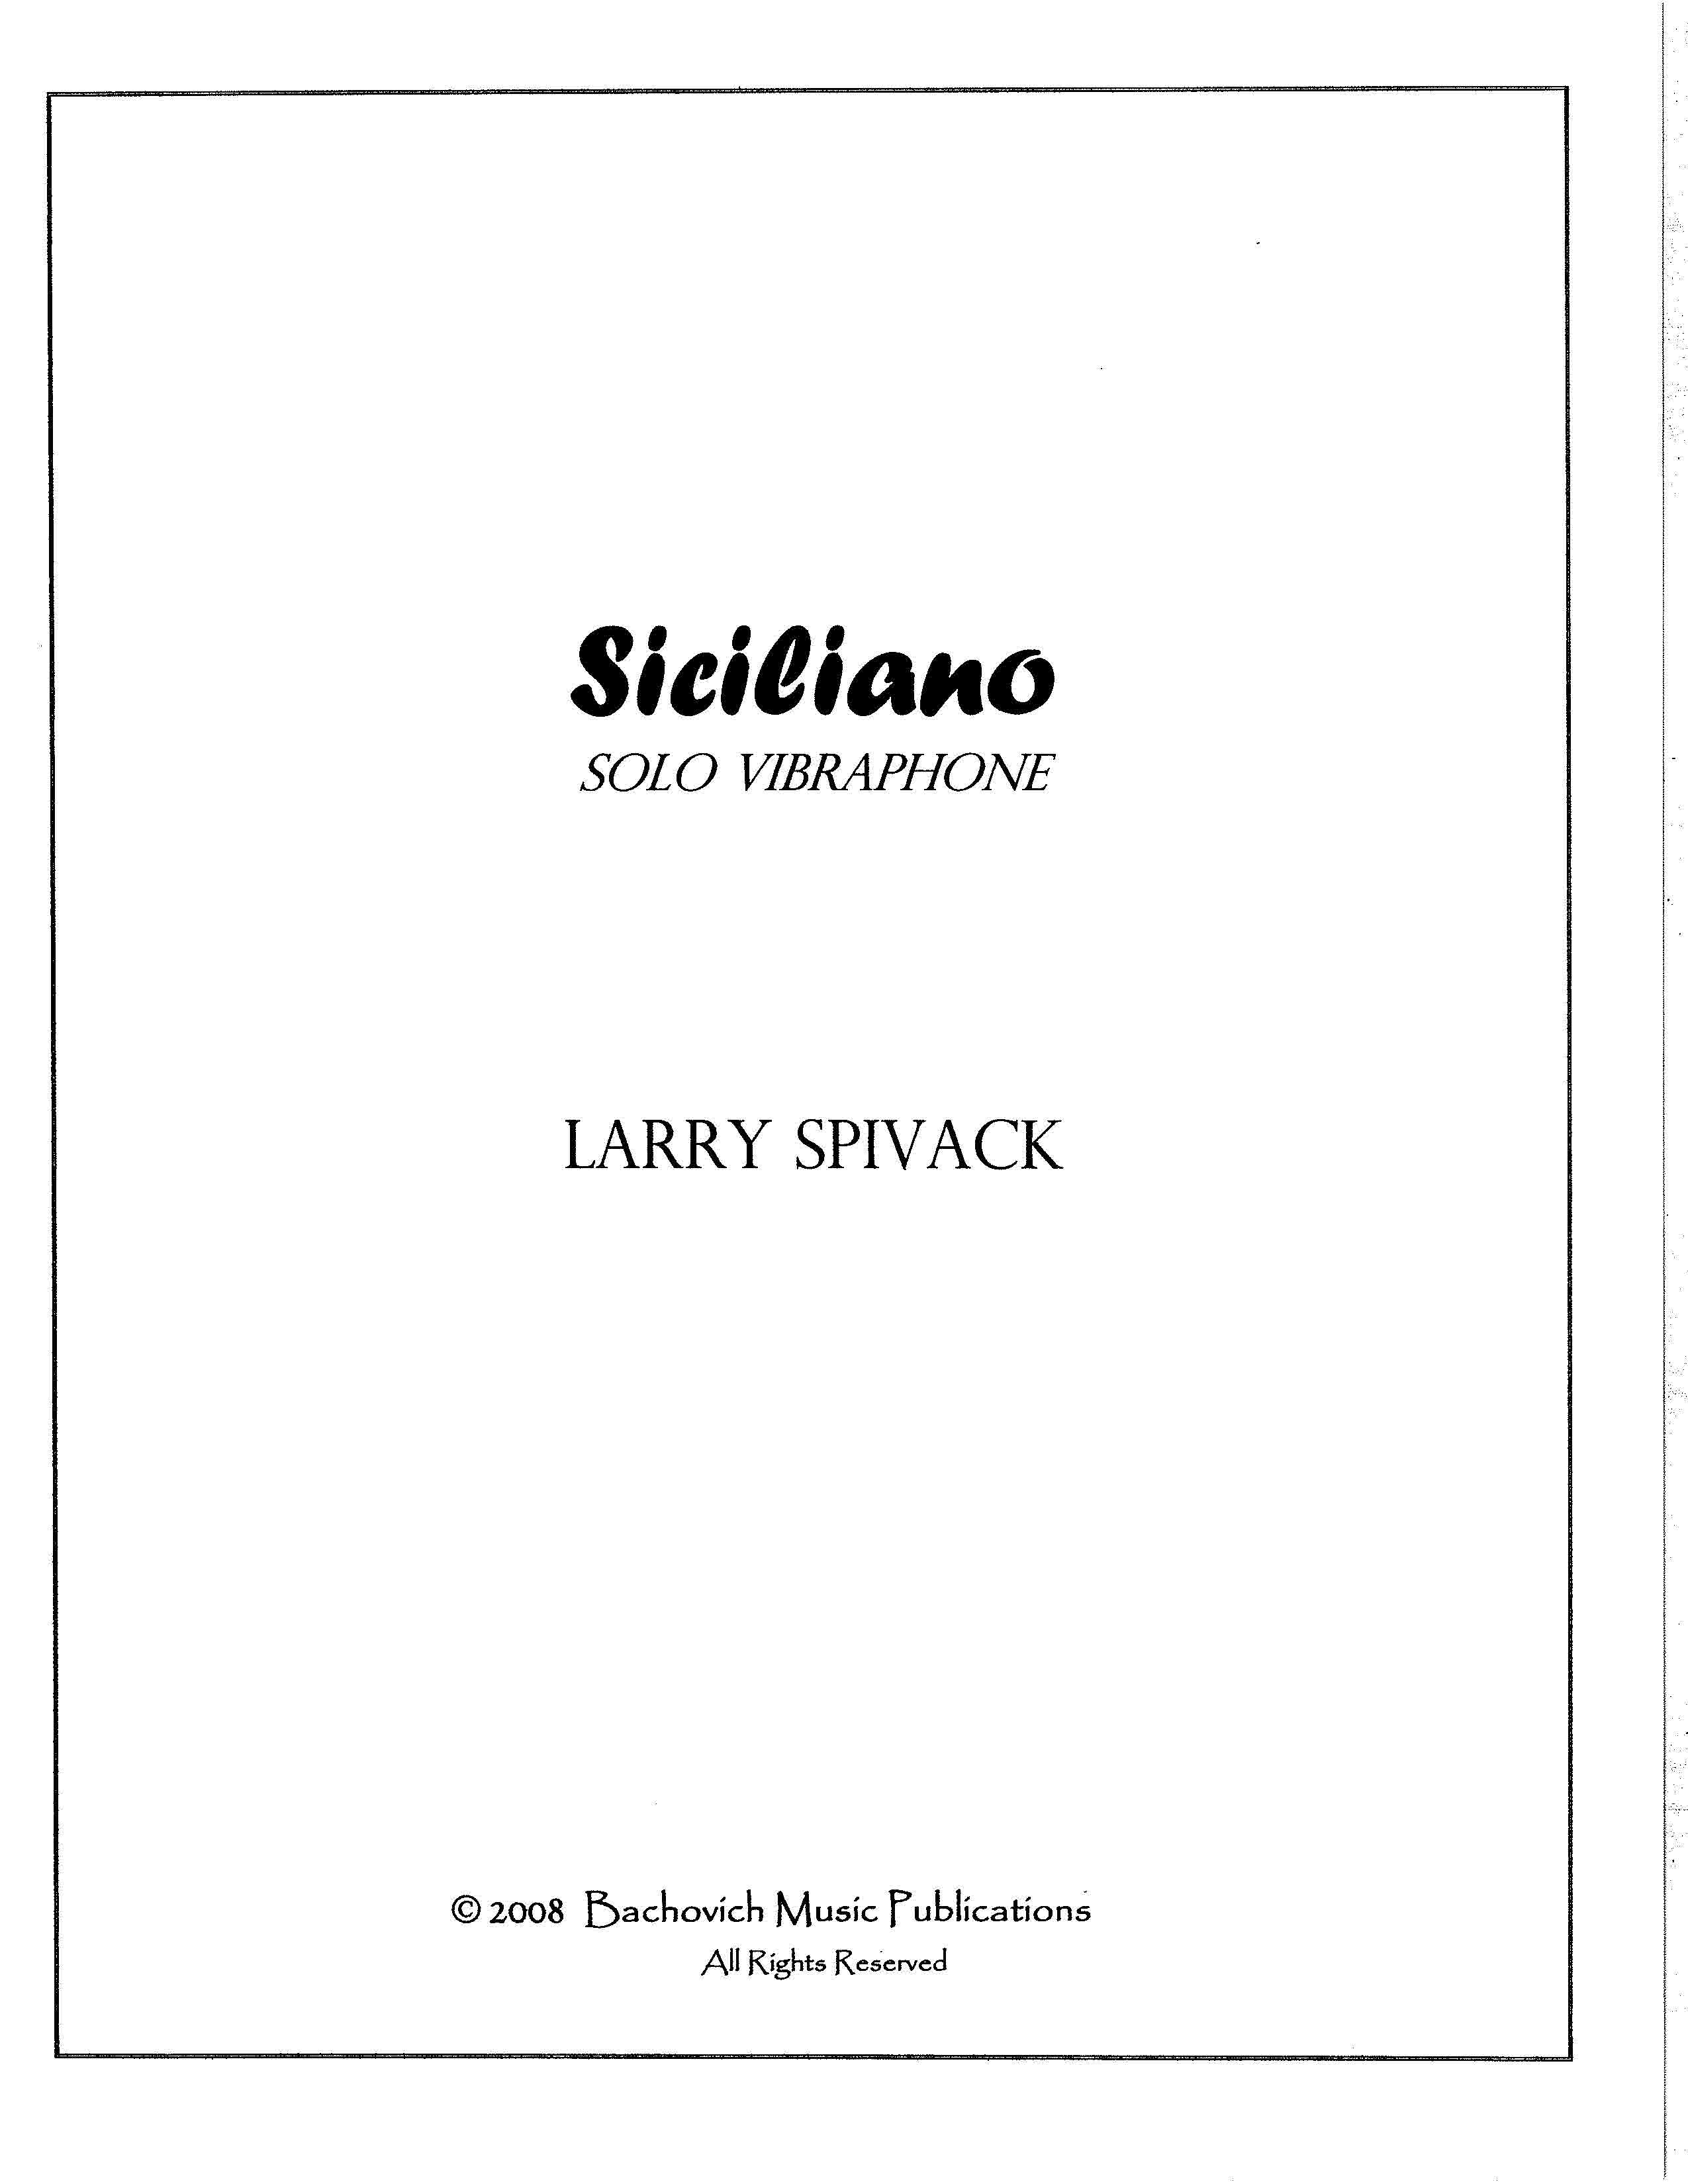 Siciliano
SOLO VIBRAPHONE
LARRY SPIVACK
© 2008 Bachovich Music Publications
All Rights Reserved